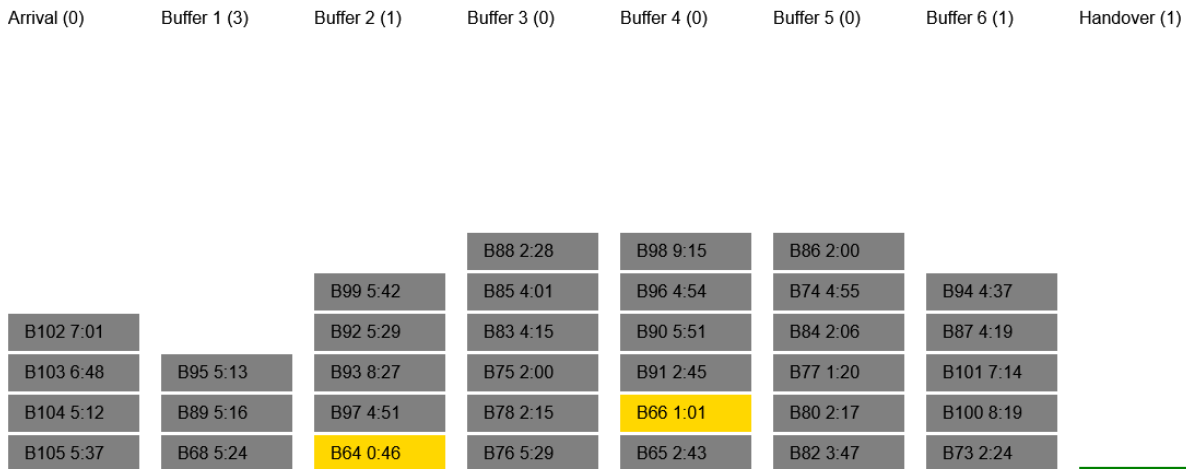 Arrival (0) Buffer 1 (3) Buffer 2 (1) Buffer 3 (0) Buffer 4 (0) Buffer 5 (0) Buffer 6 (1) Handover (1)
B88 2:28 B98 9:15 B86 2:00
B99 5:42 B85 4:01 B96 4:54 B74 4:55 B94 4:37
B102 7:01 B92 5:29 B83 4:15 B90 5:51 B84 2:06 B87 4:19
B103 6:48 B95 5:13 B93 8:27 B75 2:00 B91 2:45 B77 1:20 B101 7:14
B104 5:12 B89 5:16 B97 4:51 B78 2:15 B66 1:01 B80 2:17 B100 8:19
B105 5:37 B68 5:24 B64 0:46 B76 5:29 B65 2:43 B82 3:47 B73 2:24